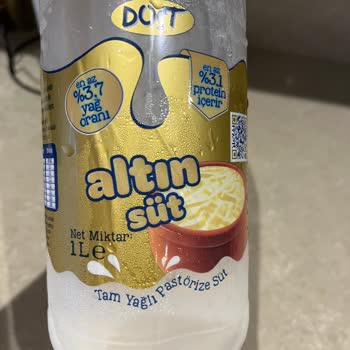 DOST
en az
%3,7
yağ
oranı
en az
%3.1
protein
içerir
altın
süt
Net Miktar:
1L e
Tam Yağlı Pastörize Süt